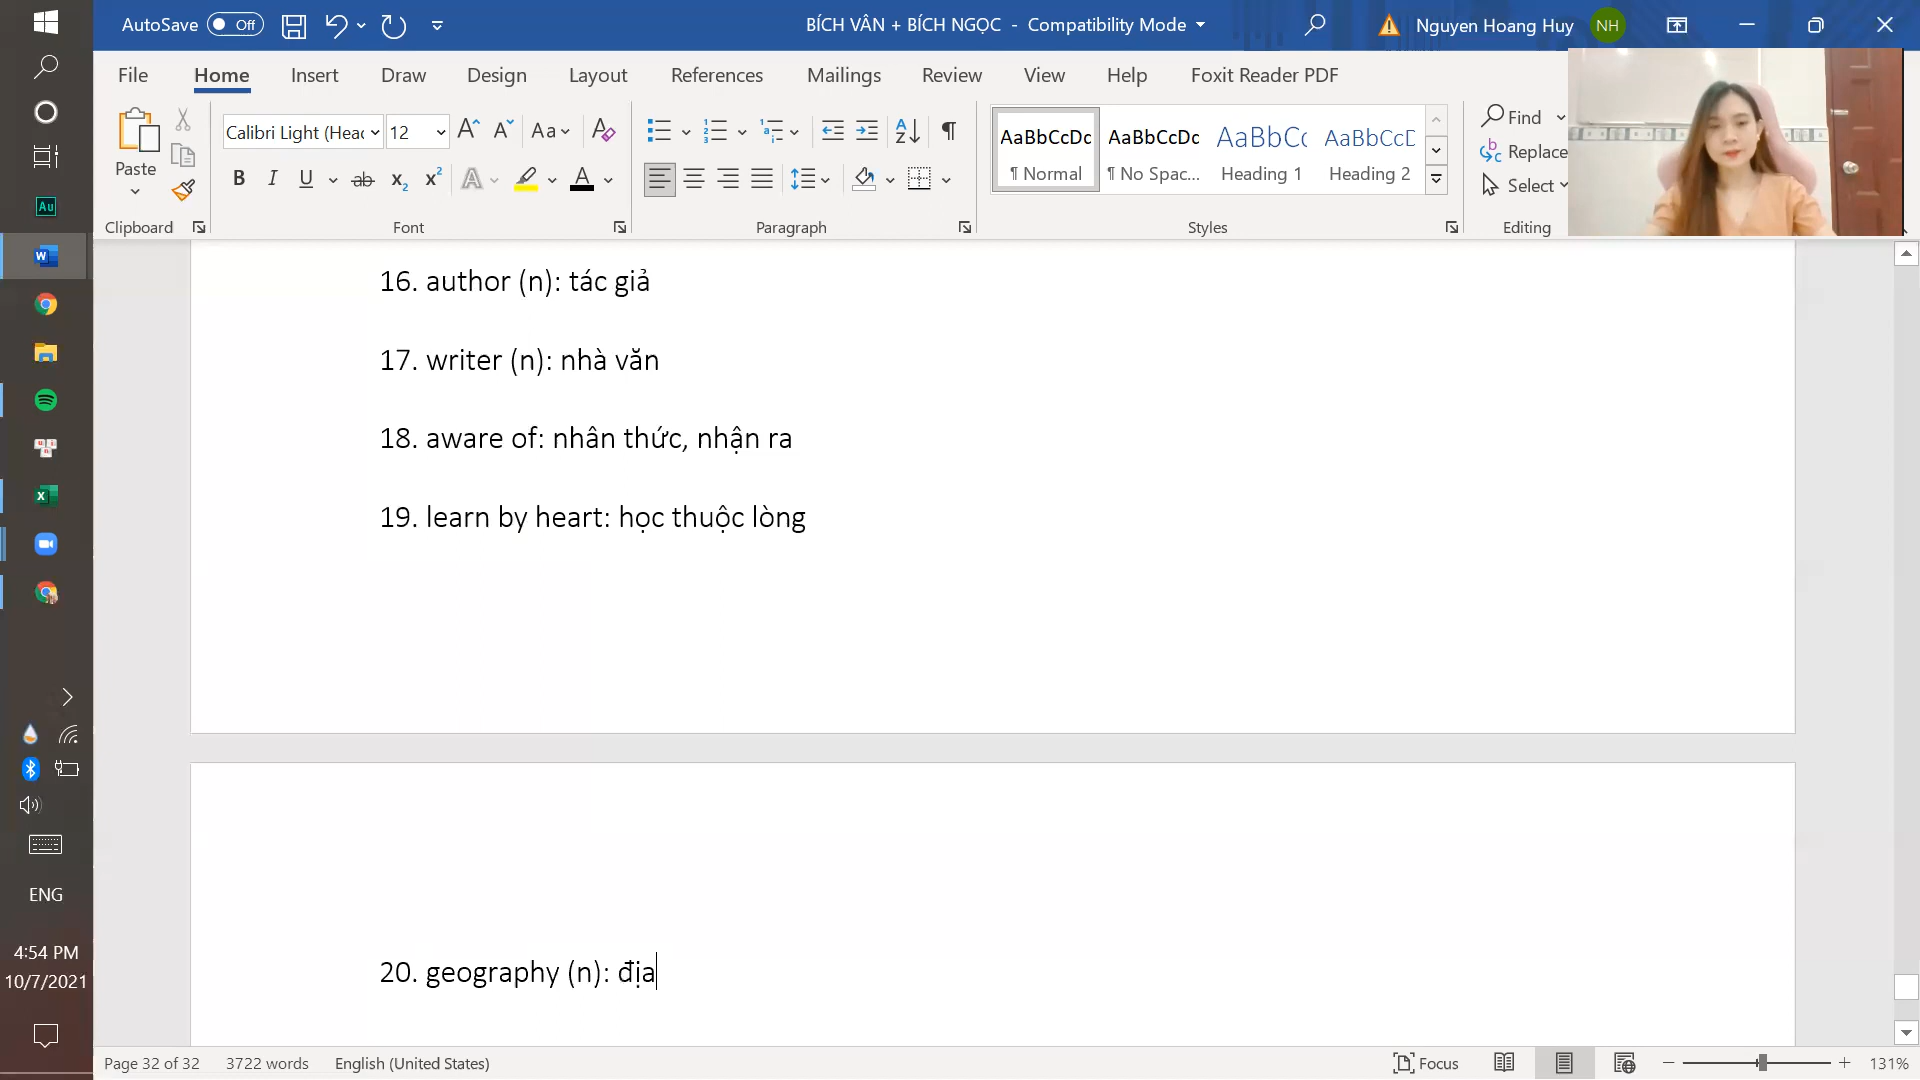 AutoSave Off BÍCH VÂN + BÍCH NGỌC - Compatibility Mode Nguyen Hoang Huy NH
File Home Insert Draw Design Layout References Mailings Review View Help Foxit Reader PDF
Calibri Light (Heac 12 Aa
AaBbCcDc AaBbCcDc AaBbCc AaBbCcD
Find
Replace
Select
Paste
B I U ab x₂ x² A A
¶ Normal ¶ No Spac... Heading 1 Heading 2
Clipboard Font Paragraph Styles Editing
16. author (n): tác giả
17. writer (n): nhà văn
18. aware of: nhân thức, nhận ra
19. learn by heart: học thuộc lòng
20. geography (n): địa
Au
ENG
4:54 PM
10/7/2021
Page 32 of 32 3722 words English (United States) Focus 131%